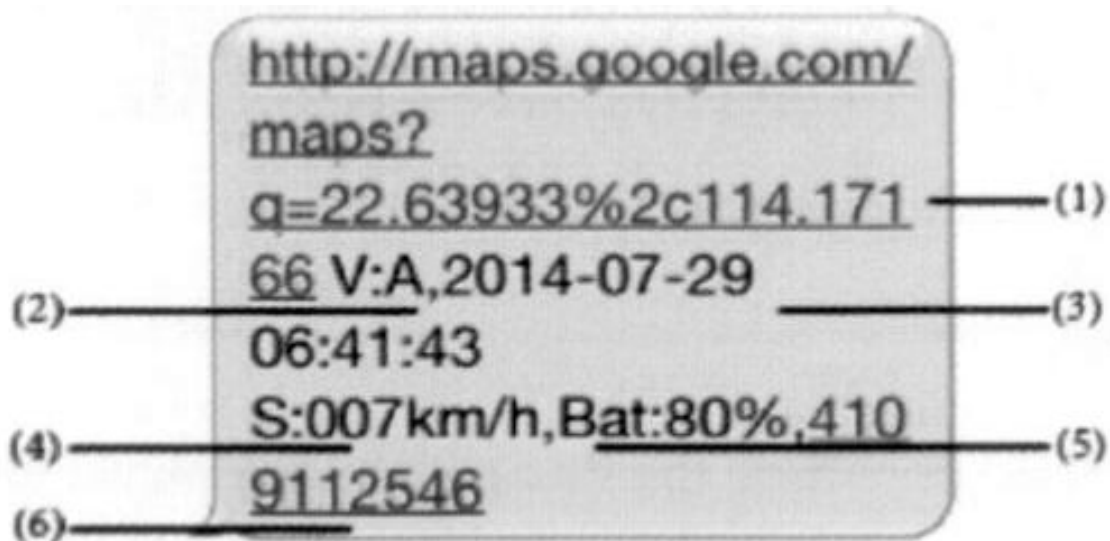 http://maps.google.com/
maps?
(1)
q=22.63933%2c114.171
66 V:A,2014-07-29
(2)
(3)
06:41:43
S:007km/h,Bat:80%,410
(4)
(5)
9112546
(6)